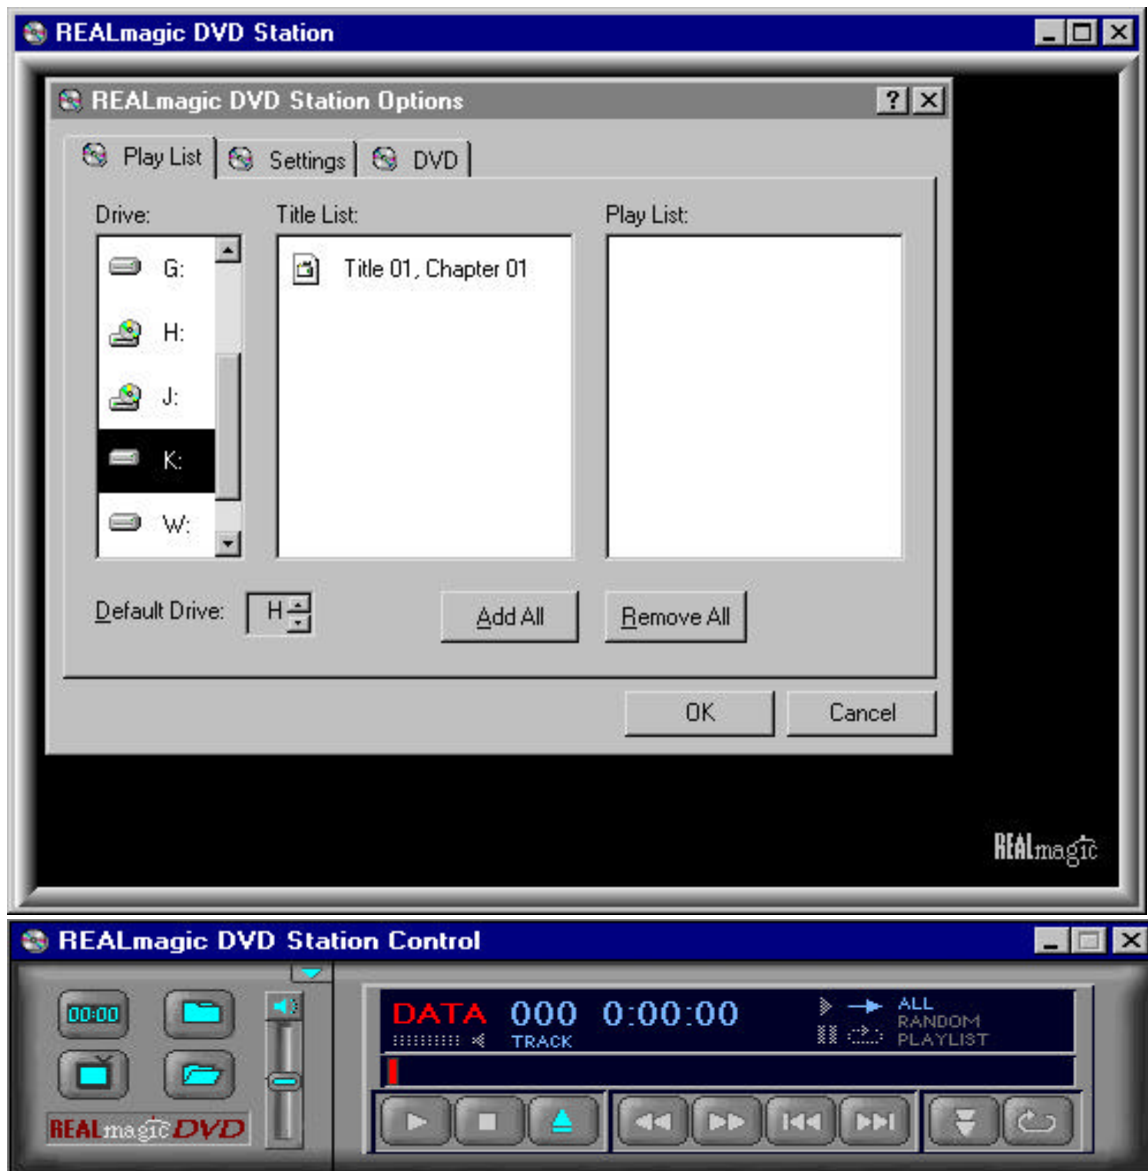 REALmagic DVD Station
REALmagic DVD Station Options
Play List Settings DVD
Drive: Title List: Play List:
G: Title 01, Chapter 01
H:
J:
K:
W:
Default Drive: H Add All Remove All
OK Cancel
REALmagic
REALmagic DVD Station Control
00:00
DATA 000 0:00:00 ALL
RANDOM
TRACK PLAYLIST
REALmagic DVD